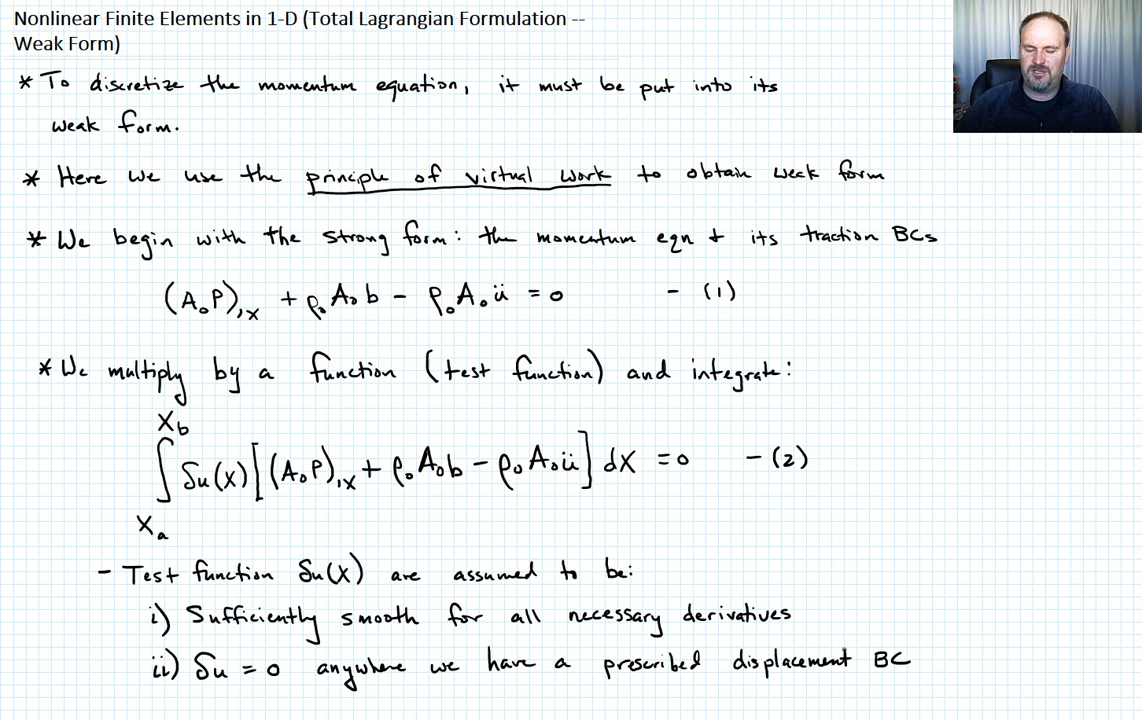 Nonlinear Finite Elements in 1-D (Total Lagrangian Formulation --
Weak Form)
* To discretize the momentum equation, it must be put into its
weak form.
* Here we use the principle of virtual work to obtain weak form
* We begin with the strong form: the momentum eqn + its traction BCs
(A₀P),ₓ + ρ₀A₀b - ρ₀A₀ü = 0 - (1)
* We multiply by a function (test function) and integrate:
X_b
∫ δu(X)[(A₀P),ₓ + ρ₀A₀b - ρ₀A₀ü] dX = 0 - (2)
X_a
- Test function δu(X) are assumed to be:
i) Sufficiently smooth for all necessary derivatives
ii) δu = 0 anywhere we have a prescribed displacement BC